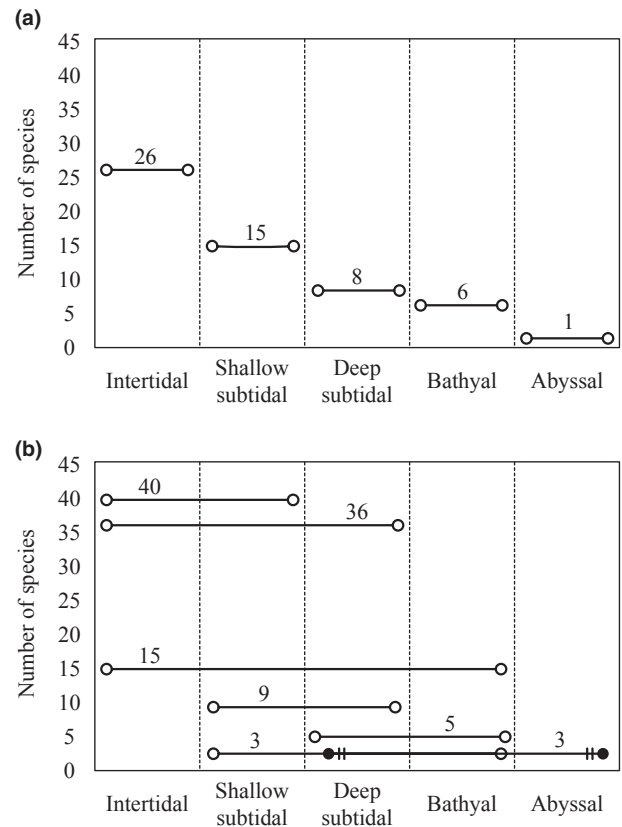 (a)
45
40
35
30
25
20
15
10
5
0
Number of species
26
15
8
6
1
Intertidal
Shallow
subtidal
Deep
subtidal
Bathyal
Abyssal
(b)
45
40
35
30
25
20
15
10
5
0
Number of species
40
36
15
9
5
3
3
Intertidal
Shallow
subtidal
Deep
subtidal
Bathyal
Abyssal